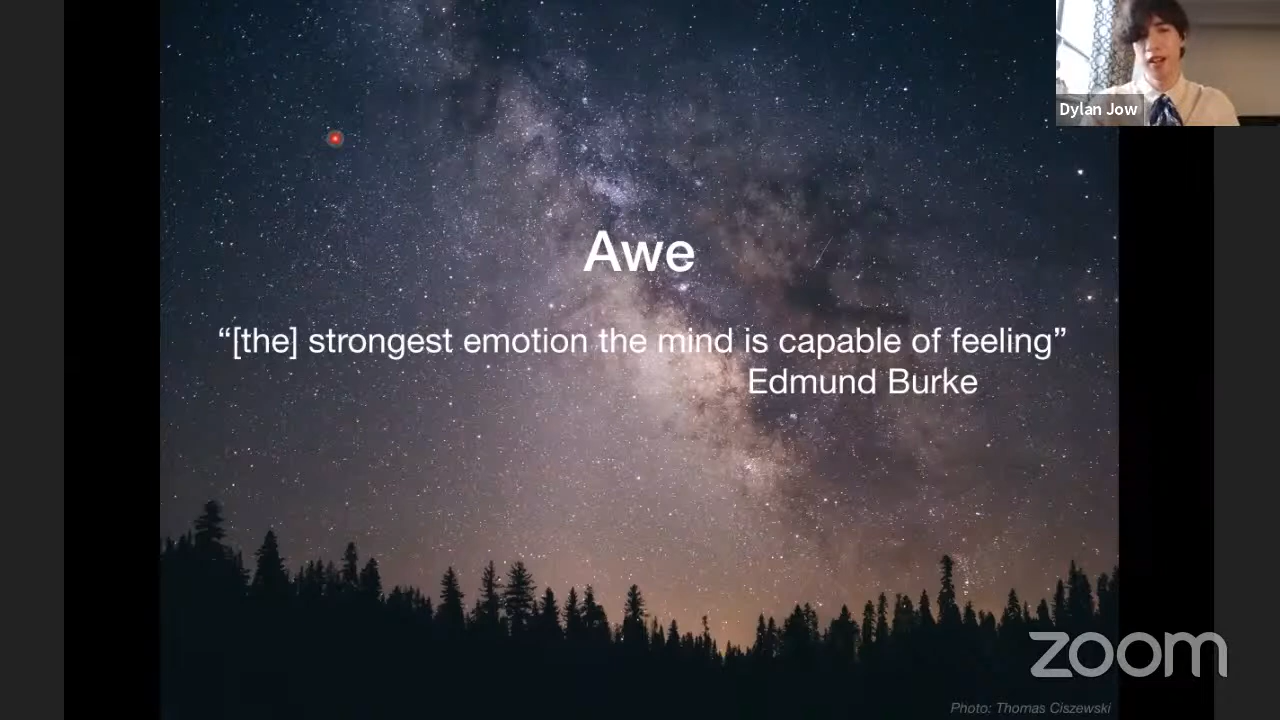 Dylan Jow
Awe
“[the] strongest emotion the mind is capable of feeling”
Edmund Burke
zoom
Photo: Thomas Ciszewski